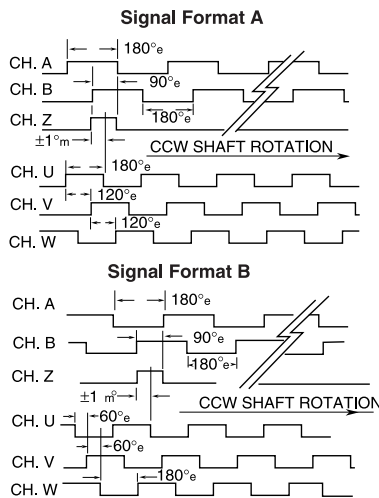 Signal Format A
CH. A
180°e
90°e
CH. B
180°e
CH. Z
±1°m
CCW SHAFT ROTATION
180°e
CH. U
120°e
CH. V
120°e
CH. W
Signal Format B
CH. A
180°e
90°e
CH. B
180°e
CH. Z
±1 m°
CCW SHAFT ROTATION
CH. U
60°e
60°e
CH. V
180°e
CH. W